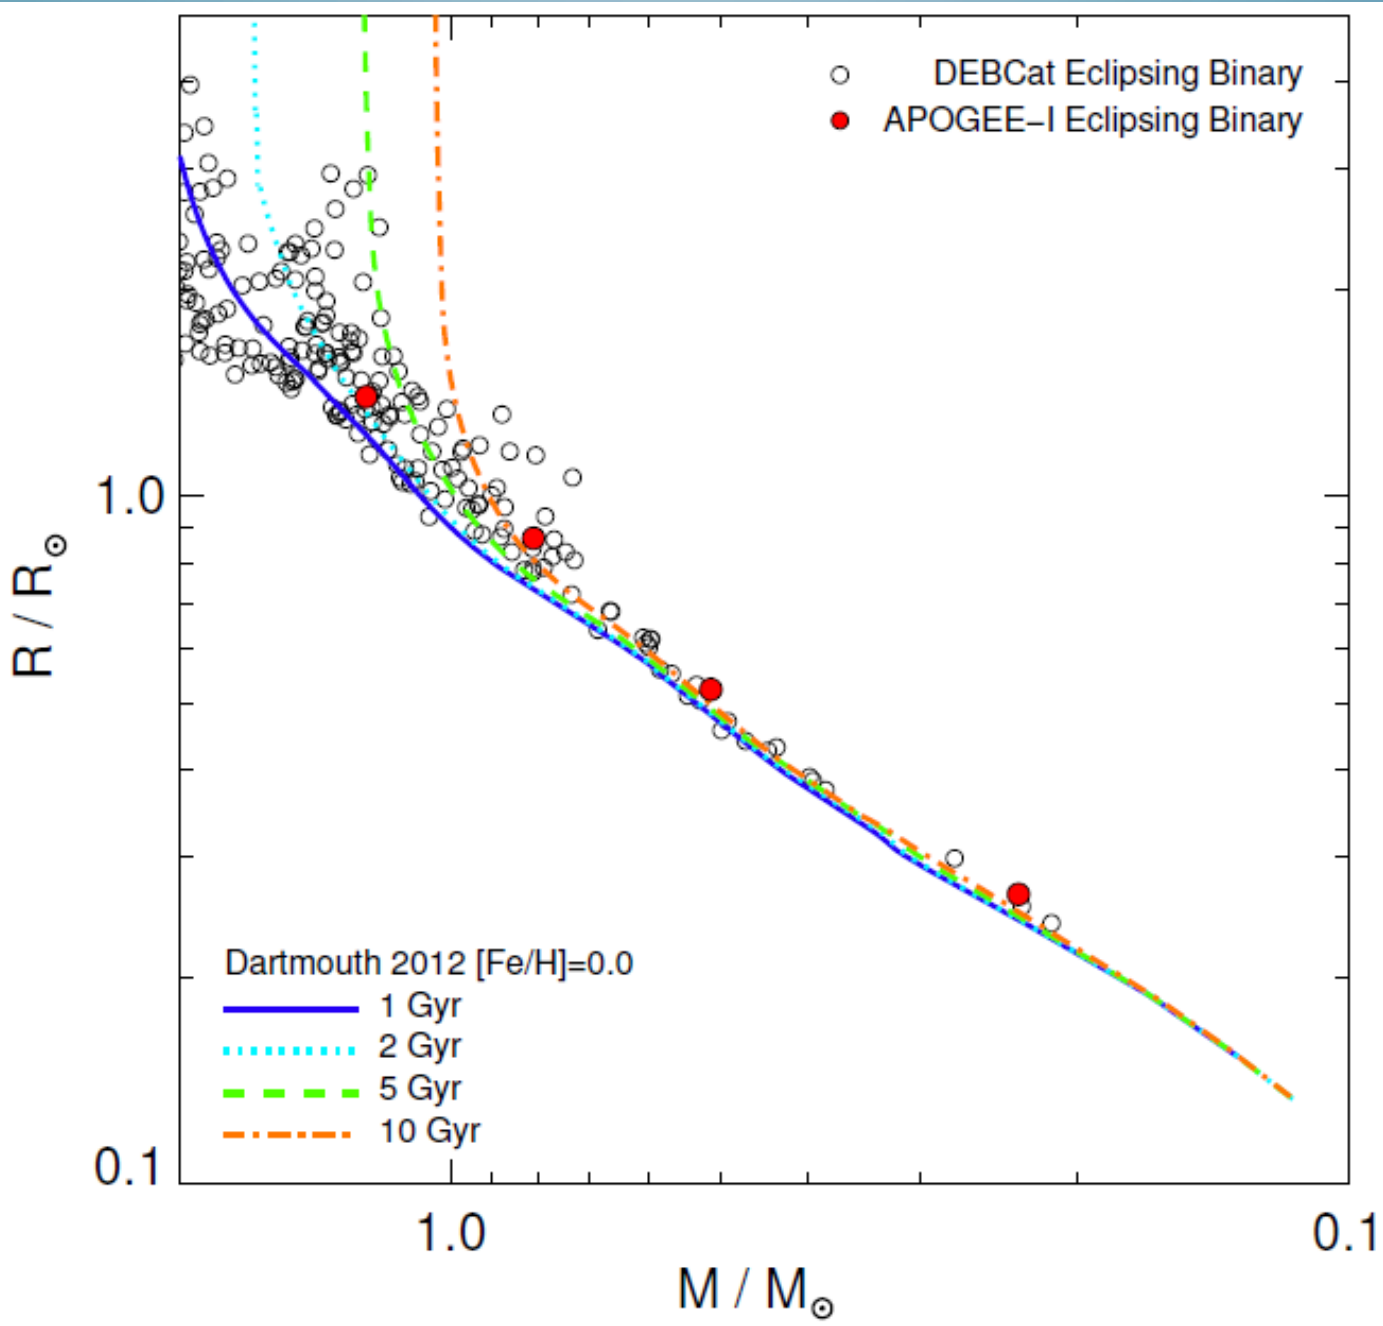 DEBCat Eclipsing Binary
APOGEE−I Eclipsing Binary
1.0
R / R⊙
Dartmouth 2012 [Fe/H]=0.0
1 Gyr
2 Gyr
5 Gyr
10 Gyr
0.1
1.0
0.1
M / M⊙